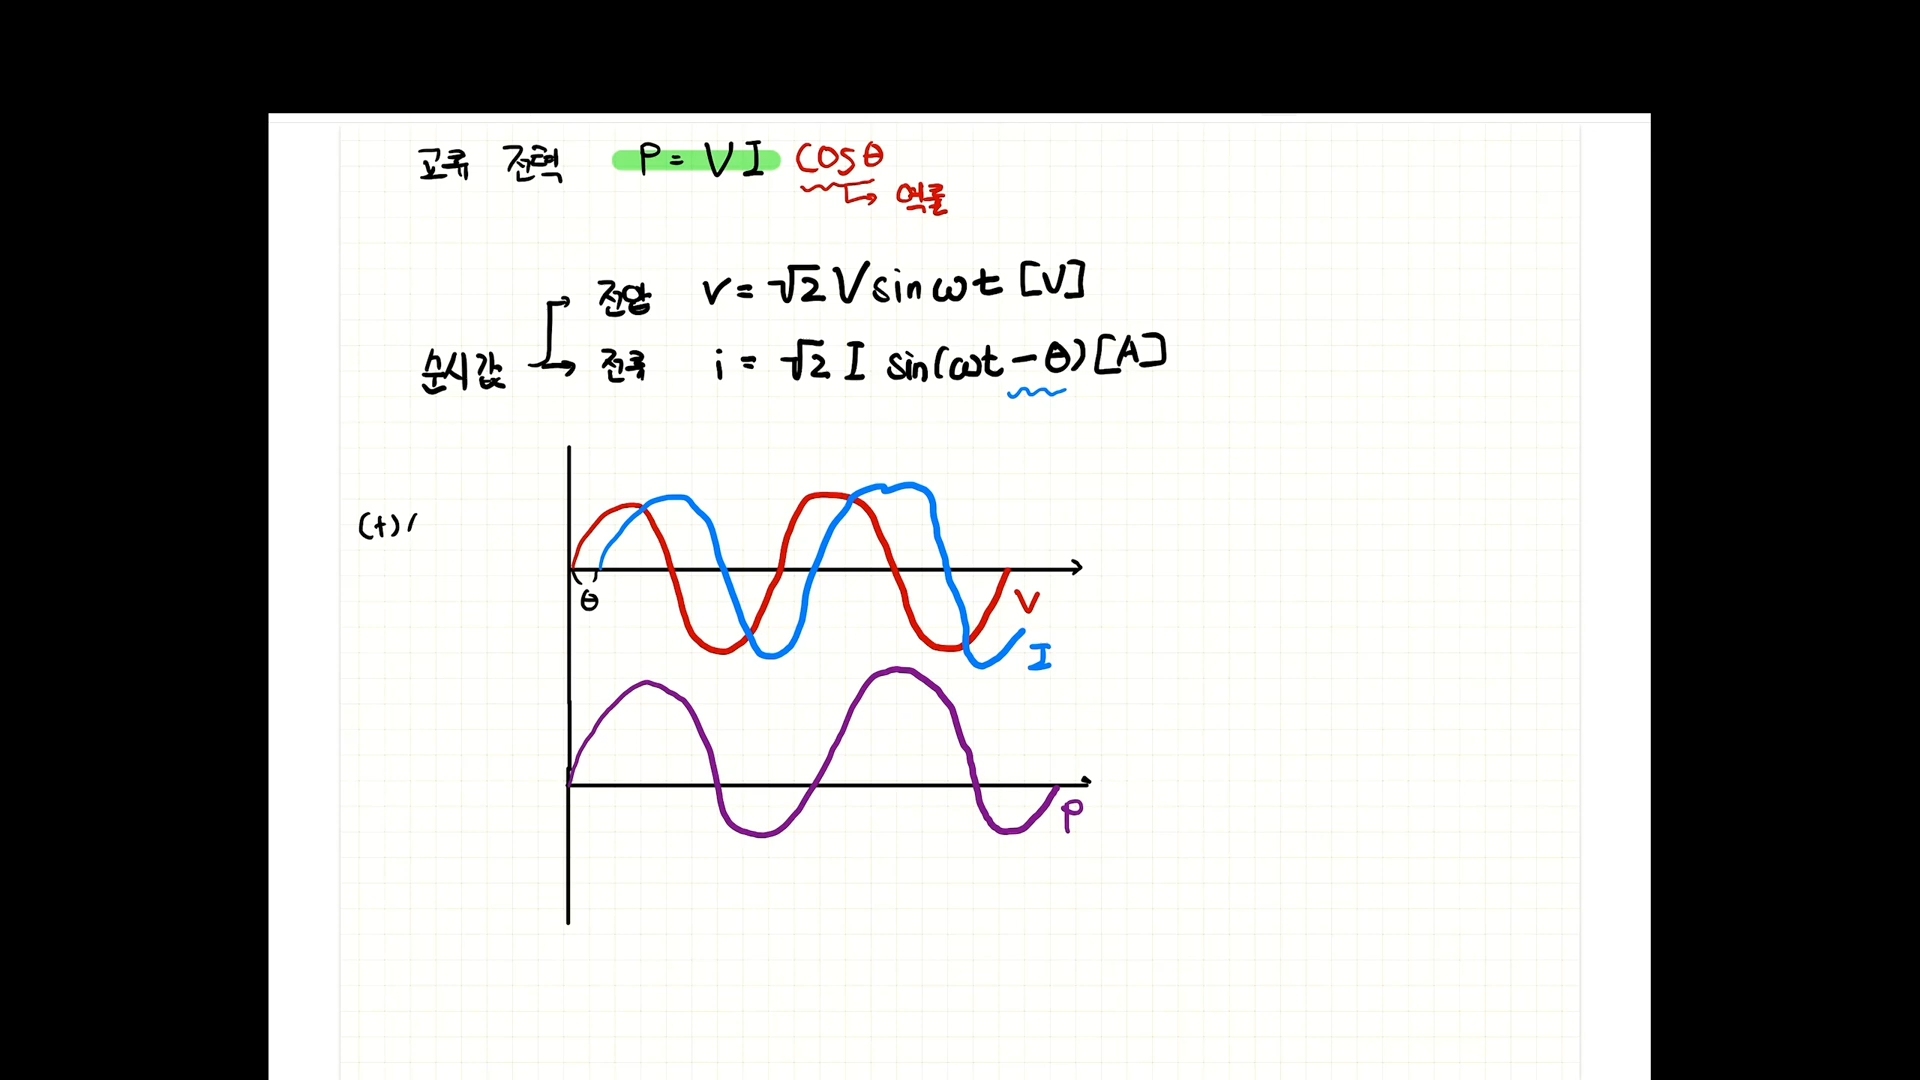 교류 전력 P = VI cosθ
역률
전압 v = √2 V sin ωt [V]
순시값 전류 i = √2 I sin(ωt - θ) [A]
(+)
θ
V
I
P